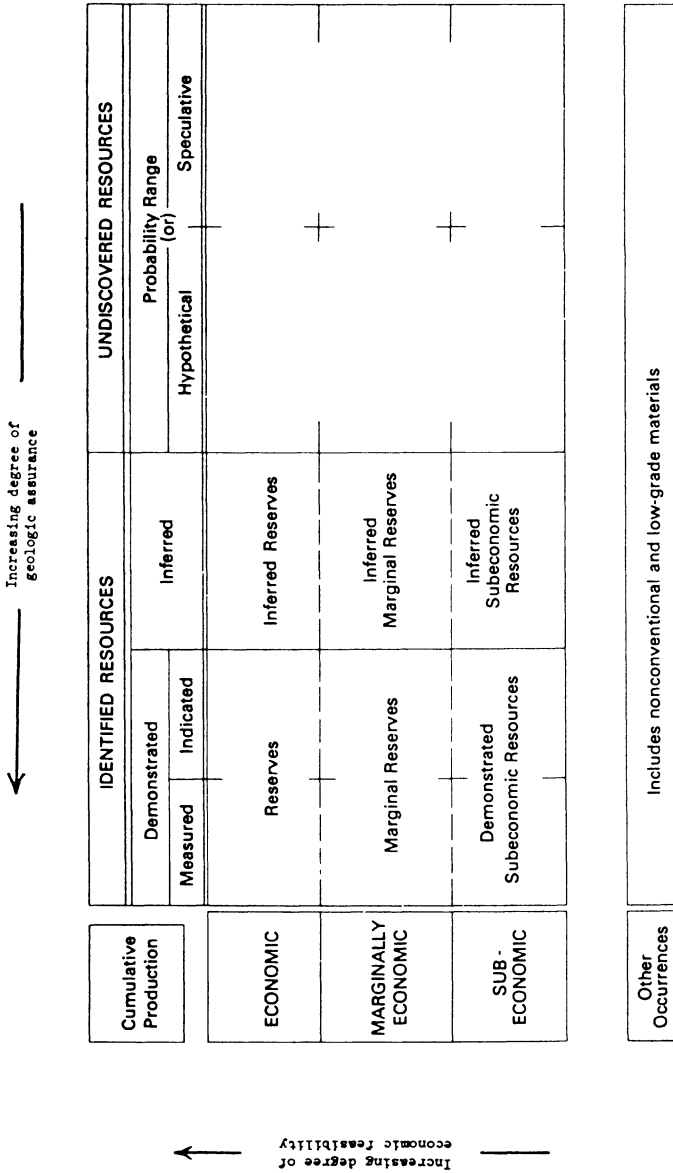 Increasing degree of
geologic assurance
Cumulative
Production
IDENTIFIED RESOURCES
UNDISCOVERED RESOURCES
Demonstrated
Inferred
Probability Range
(or)
Measured
Indicated
Hypothetical
Speculative
ECONOMIC
Reserves
Inferred Reserves
MARGINALLY
ECONOMIC
Marginal Reserves
Inferred
Marginal Reserves
SUB-
ECONOMIC
Demonstrated
Subeconomic Resources
Inferred
Subeconomic
Resources
Other
Occurrences
Includes nonconventional and low-grade materials
Increasing degree of
economic feasibility